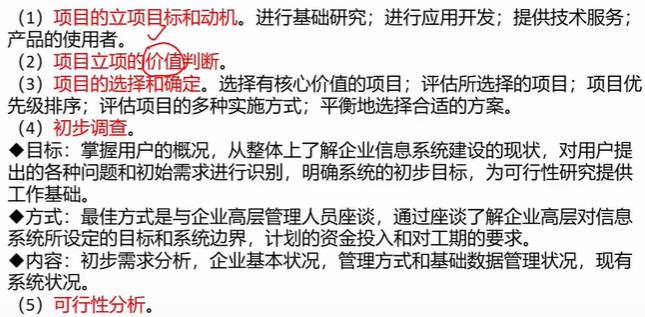 （1）项目的立项目标和动机。进行基础研究；进行应用开发；提供技术服务；
产品的使用者。
（2）项目立项的价值判断。
（3）项目的选择和确定。选择有核心价值的项目；评估所选择的项目；项目优
先级排序；评估项目的多种实施方式；平衡地选择合适的方案。
（4）初步调查。
◆目标：掌握用户的概况，从整体上了解企业信息系统建设的现状，对用户提
出的各种问题和初始需求进行识别，明确系统的初步目标，为可行性研究提供
工作基础。
◆方式：最佳方式是与企业高层管理人员座谈，通过座谈了解企业高层对信息
系统所设定的目标和系统边界，计划的资金投入和对工期的要求。
◆内容：初步需求分析，企业基本状况，管理方式和基础数据管理状况，现有
系统状况。
（5）可行性分析。